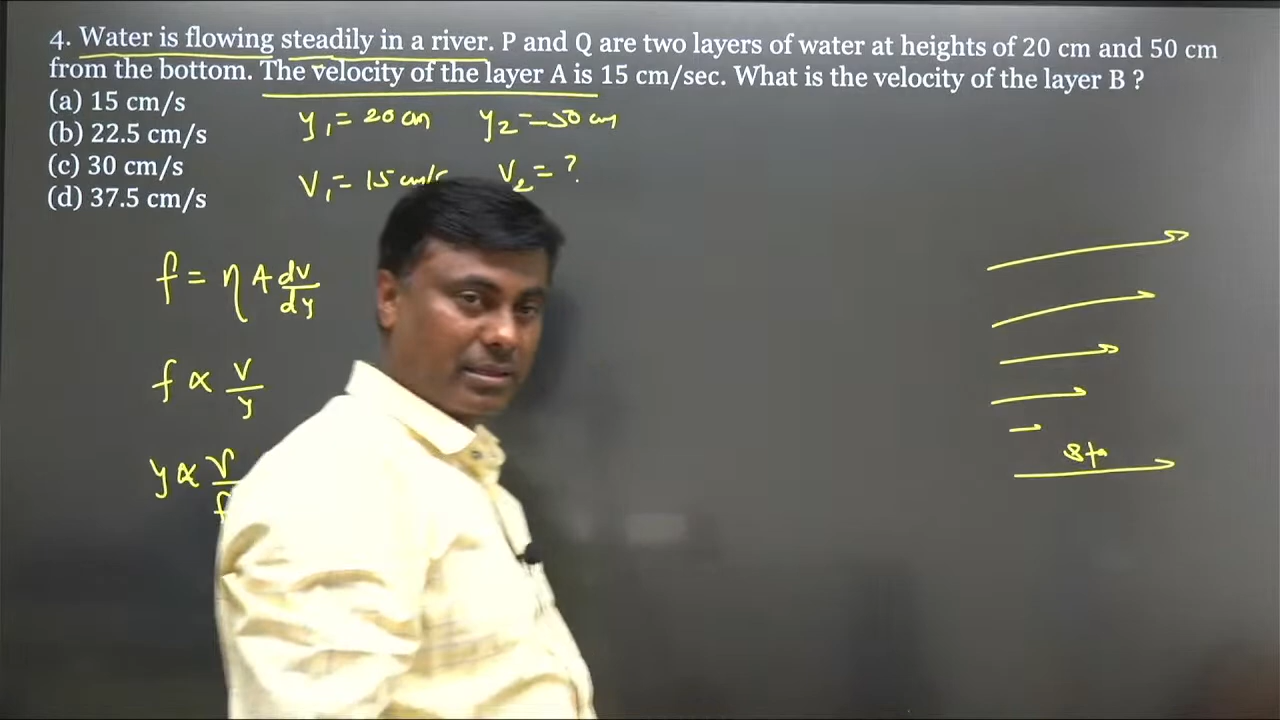 4. Water is flowing steadily in a river. P and Q are two layers of water at heights of 20 cm and 50 cm
from the bottom. The velocity of the layer A is 15 cm/sec. What is the velocity of the layer B ?
(a) 15 cm/s
(b) 22.5 cm/s
(c) 30 cm/s
(d) 37.5 cm/s
y₁ = 20 cm y₂ = 50 cm
V₁ = 15 cm/s V₂ = ?
f = η A dv/dy
f ∝ v/y
y ∝ v/f